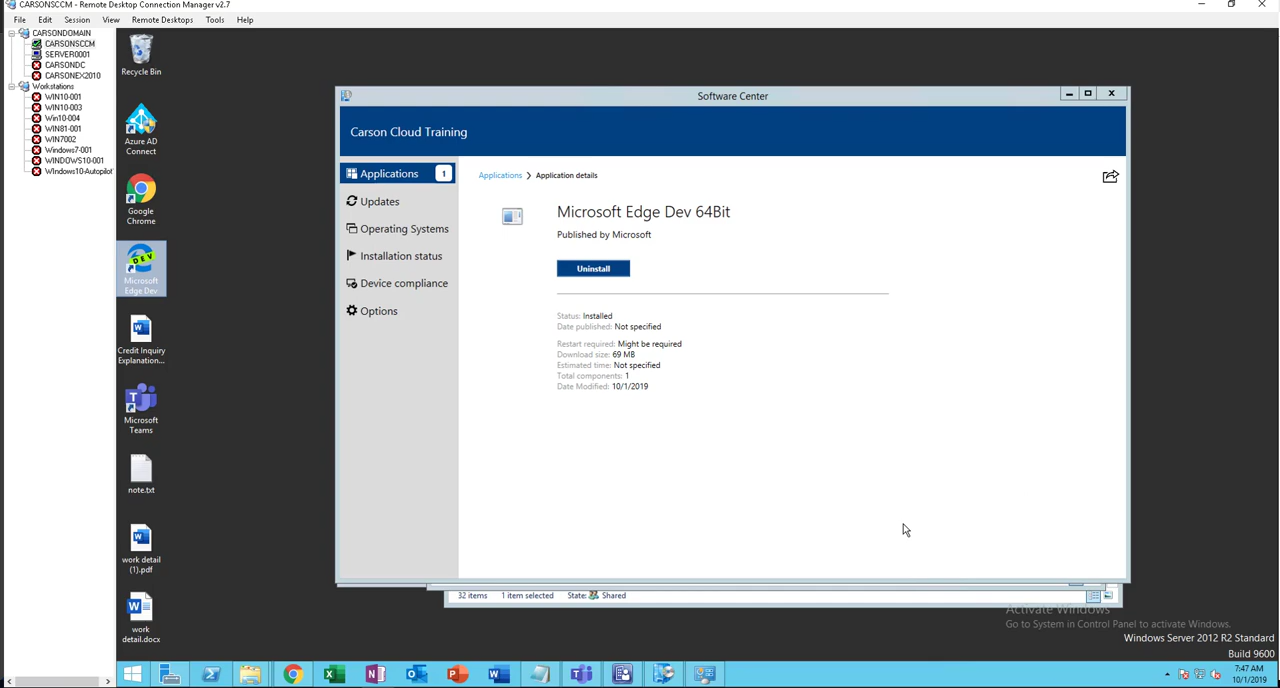 CARSONSCCM - Remote Desktop Connection Manager v2.7
File Edit Session View Remote Desktops Tools Help
CARSONDOMAIN
CARSONSCCM
SERVER0001
CARSONDC
CARSONEX2010
Workstations
WIN10-001
WIN10-003
Win10-004
WIN81-001
WIN7002
Windows7-001
WINDOWS10-001
WIndows10-Autopilot
Recycle Bin
Azure AD
Connect
Google
Chrome
DEV
Microsoft
Edge Dev
Credit Inquiry
Explanation...
Microsoft
Teams
note.txt
work detail
(1).pdf
work
detail.docx
Software Center
Carson Cloud Training
Applications 1
Updates
Operating Systems
Installation status
Device compliance
Options
Applications > Application details
Microsoft Edge Dev 64Bit
Published by Microsoft
Uninstall
Status: Installed
Date published: Not specified
Restart required: Might be required
Download size: 69 MB
Estimated time: Not specified
Total components: 1
Date Modified: 10/1/2019
32 items 1 item selected State: Shared
Activate Windows
Go to System in Control Panel to activate Windows.
Windows Server 2012 R2 Standard
Build 9600
7:47 AM
10/1/2019